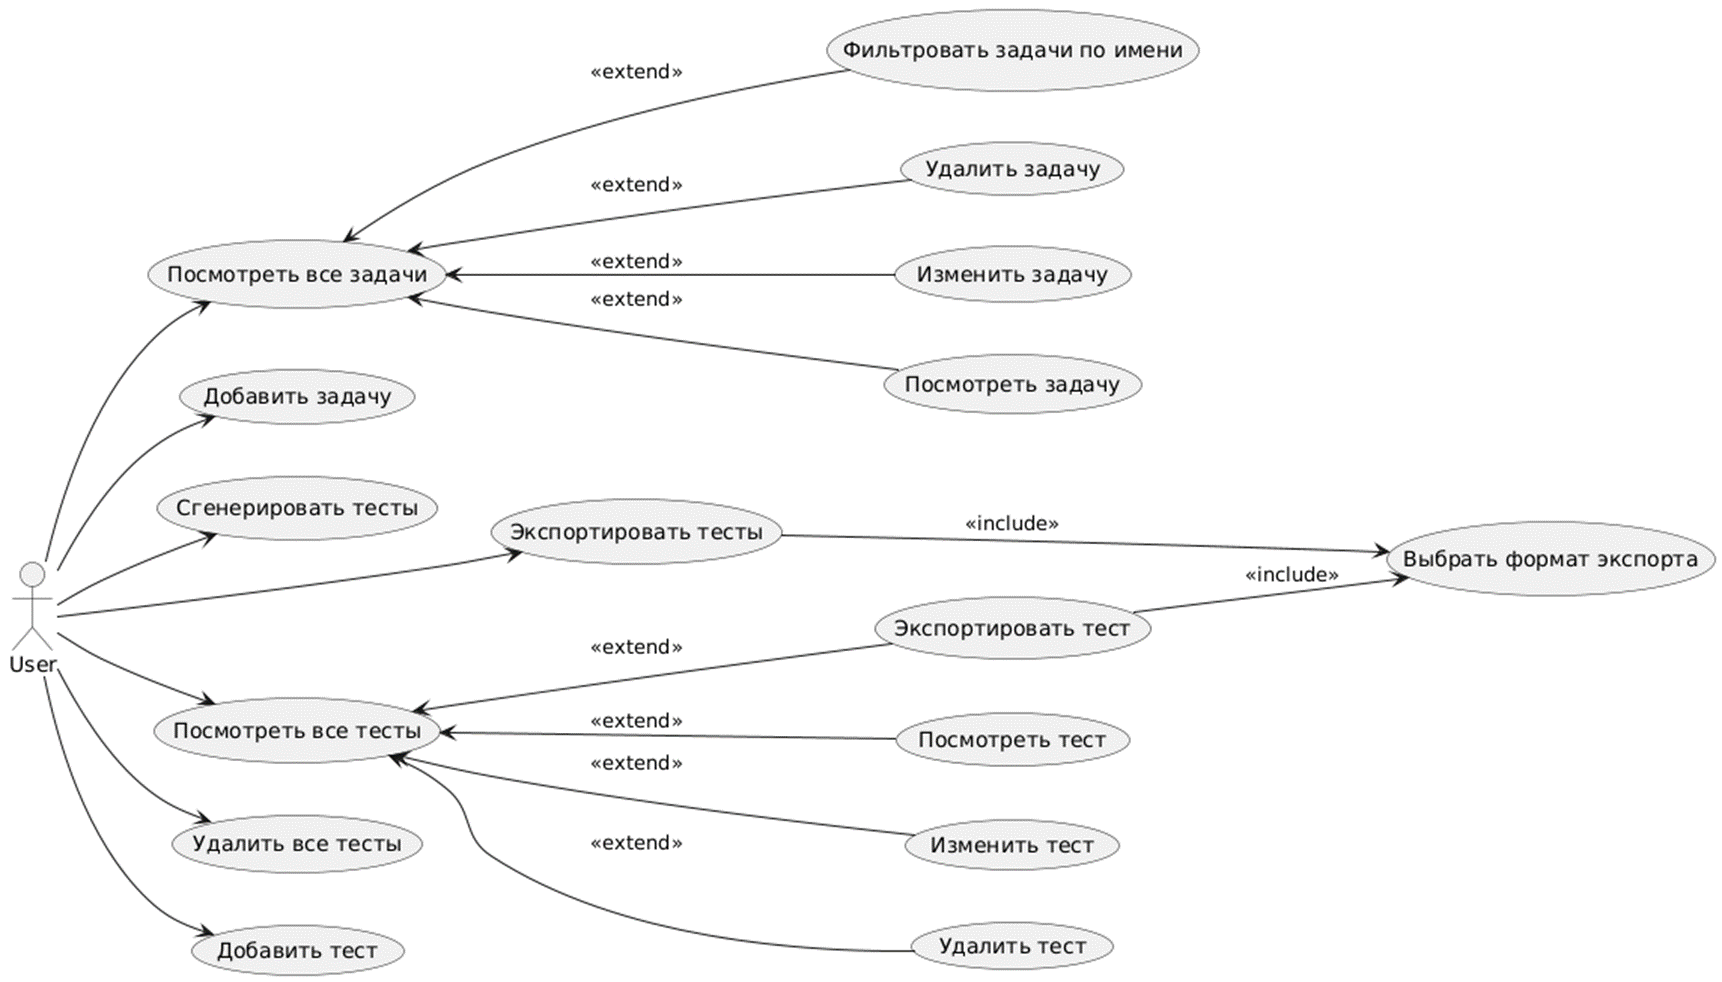 Фильтровать задачи по имени
«extend»
Удалить задачу
«extend»
Посмотреть все задачи
«extend»
Изменить задачу
«extend»
Посмотреть задачу
Добавить задачу
Сгенерировать тесты
Экспортировать тесты
«include»
Выбрать формат экспорта
«include»
Экспортировать тест
«extend»
User
Посмотреть все тесты
«extend»
Посмотреть тест
«extend»
Изменить тест
Удалить все тесты
«extend»
Добавить тест
Удалить тест